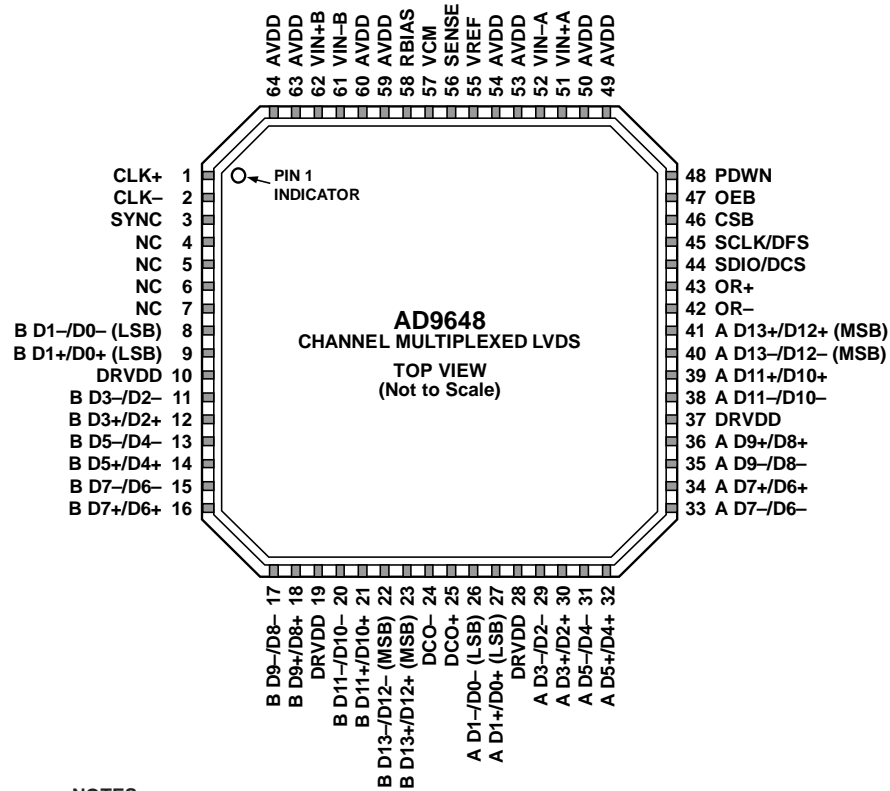 64 AVDD
63 AVDD
62 VIN+B
61 VIN–B
60 AVDD
59 AVDD
58 RBIAS
57 VCM
56 SENSE
55 VREF
54 AVDD
53 AVDD
52 VIN–A
51 VIN+A
50 AVDD
49 AVDD
CLK+ 1
CLK– 2
SYNC 3
NC 4
NC 5
NC 6
NC 7
B D1–/D0– (LSB) 8
B D1+/D0+ (LSB) 9
DRVDD 10
B D3–/D2– 11
B D3+/D2+ 12
B D5–/D4– 13
B D5+/D4+ 14
B D7–/D6– 15
B D7+/D6+ 16
PIN 1
INDICATOR
AD9648
CHANNEL MULTIPLEXED LVDS
TOP VIEW
(Not to Scale)
48 PDWN
47 OEB
46 CSB
45 SCLK/DFS
44 SDIO/DCS
43 OR+
42 OR–
41 A D13+/D12+ (MSB)
40 A D13–/D12– (MSB)
39 A D11+/D10+
38 A D11–/D10–
37 DRVDD
36 A D9+/D8+
35 A D9–/D8–
34 A D7+/D6+
33 A D7–/D6–
B D9–/D8– 17
B D9+/D8+ 18
DRVDD 19
B D11–/D10– 20
B D11+/D10+ 21
B D13–/D12– (MSB) 22
B D13+/D12+ (MSB) 23
DCO– 24
DCO+ 25
A D1–/D0– (LSB) 26
A D1+/D0+ (LSB) 27
DRVDD 28
A D3–/D2– 29
A D3+/D2+ 30
A D5–/D4– 31
A D5+/D4+ 32